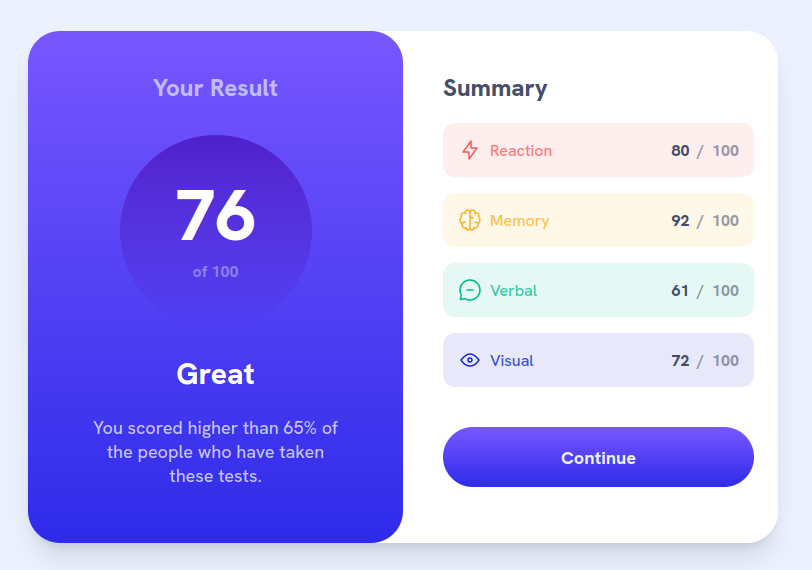 Your Result
76
of 100
Great
You scored higher than 65% of
the people who have taken
these tests.
Summary
Reaction 80 / 100
Memory 92 / 100
Verbal 61 / 100
Visual 72 / 100
Continue